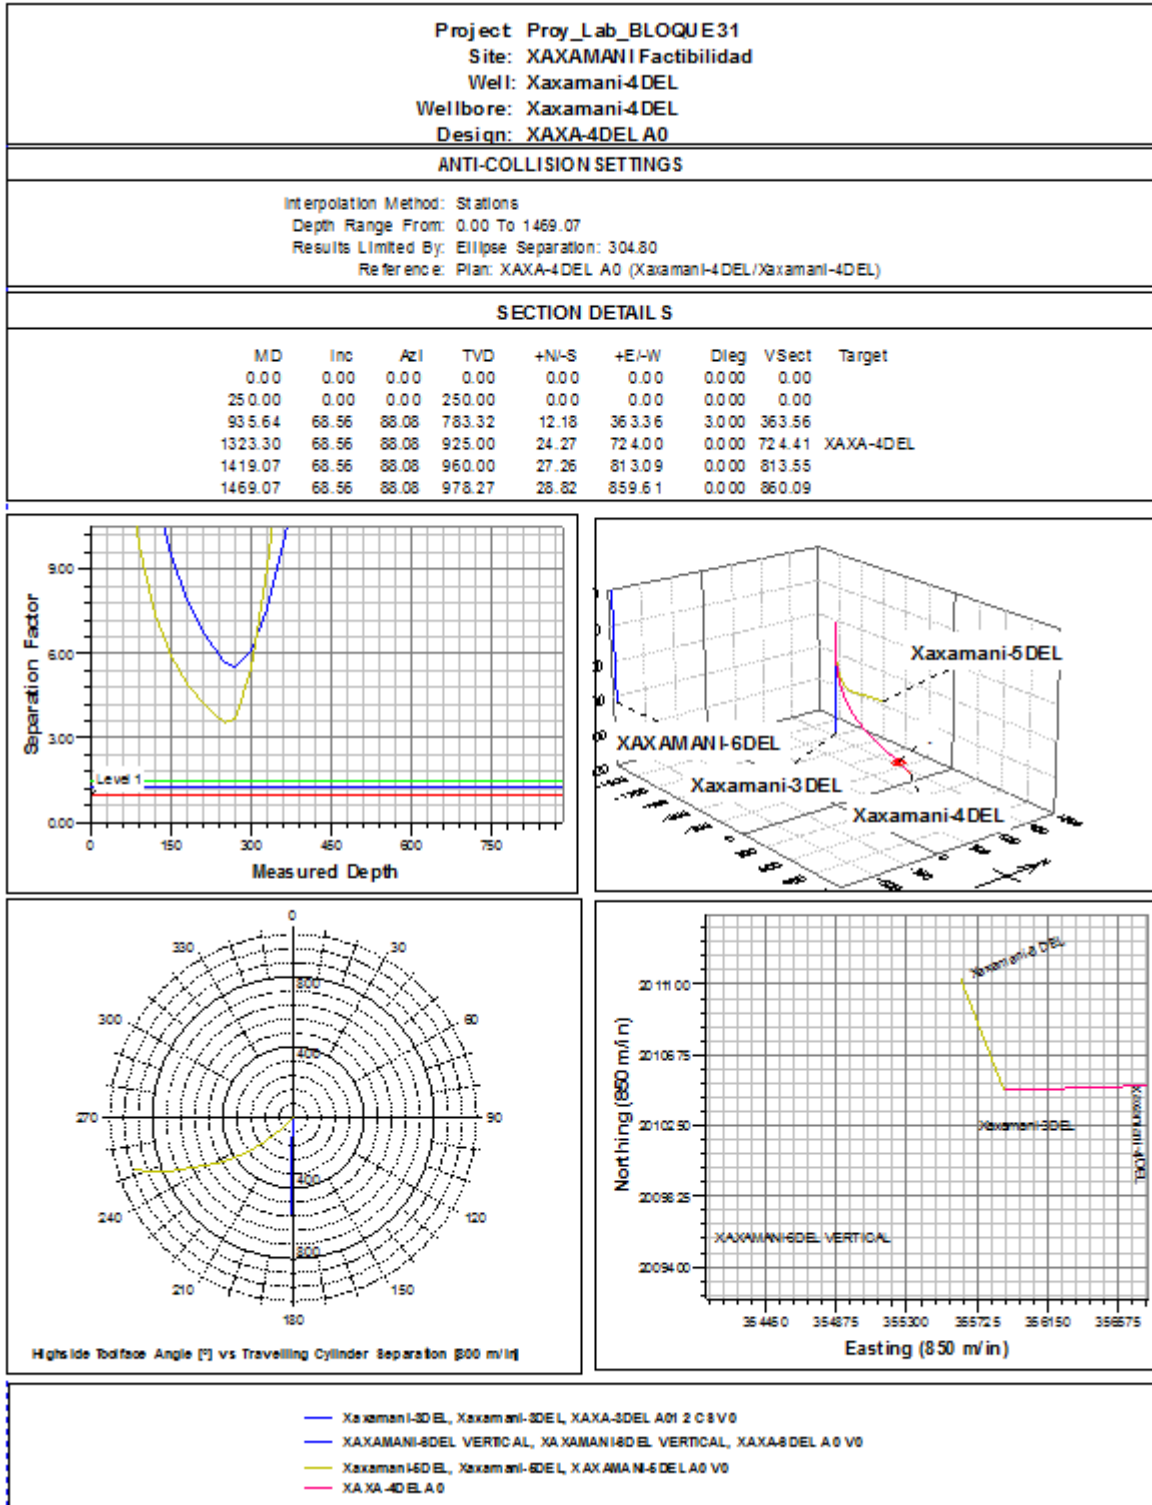 Project: Proy_Lab_BLOQUE31
Site: XAXAMANI Factibilidad
Well: Xaxamani-4DEL
Wellbore: Xaxamani-4DEL
Design: XAXA-4DEL A0
ANTI-COLLISION SETTINGS
Interpolation Method: Stations
Depth Range From: 0.00 To 1469.07
Results Limited By: Ellipse Separation: 304.80
Reference: Plan: XAXA-4DEL A0 (Xaxamani-4DEL/Xaxamani-4DEL)
SECTION DETAILS
MD Inc Azi TVD +N/-S +E/-W Dleg VSect Target
0.00 0.00 0.00 0.00 0.00 0.00 0.000 0.00
250.00 0.00 0.00 250.00 0.00 0.00 0.000 0.00
935.64 68.56 88.08 783.32 12.18 363.36 3.000 363.56
1323.30 68.56 88.08 925.00 24.27 724.00 0.000 724.41 XAXA-4DEL
1419.07 68.56 88.08 960.00 27.26 813.09 0.000 813.55
1469.07 68.56 88.08 978.27 28.82 859.61 0.000 860.09
Separation Factor
9.00
6.00
3.00
Level 1
0.00
0 150 300 450 600 750
Measured Depth
Xaxamani-5DEL
XAXAMANI-6DEL
Xaxamani-3DEL
Xaxamani-4DEL
0
330 30
300 60
270 90
240 120
210 150
180
800
400
400
800
Highside Toolface Angle [°] vs Travelling Cylinder Separation [800 m/in]
Northing (850 m/in)
2011100
2010675
2010250
2009825
2009400
Xaxamani-3DEL
Xaxamani-4DEL
XAXAMANI-6DEL VERTICAL
354450 354875 355300 355725 356150 356575
Easting (850 m/in)
Xaxamani-3DEL, Xaxamani-3DEL, XAXA-3DEL A01 2 C S V0
XAXAMANI-6DEL VERTICAL, XAXAMANI-6DEL VERTICAL, XAXA-6DEL A0 V0
Xaxamani-5DEL, Xaxamani-5DEL, XAXAMANI-5DEL A0 V0
XAXA-4DEL A0